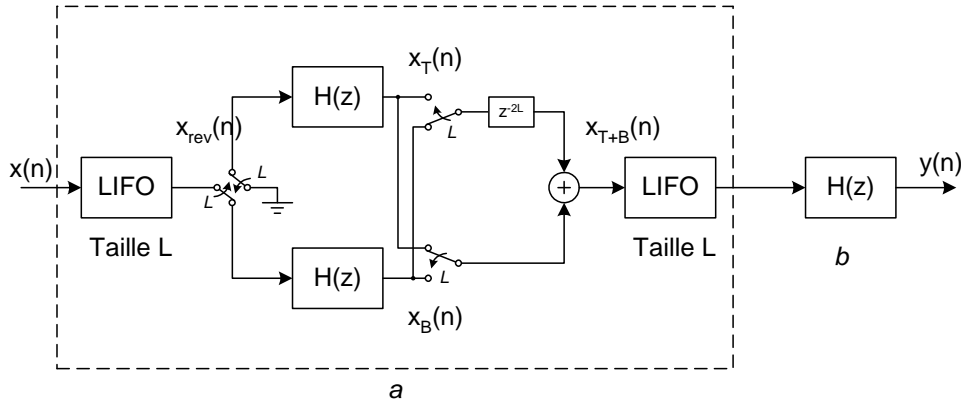 x_T(n)
H(z)
x_rev(n)
L
z^-2L
x_T+B(n)
x(n)
L
y(n)
LIFO
L
+
LIFO
H(z)
Taille L
Taille L
b
H(z)
L
x_B(n)
a